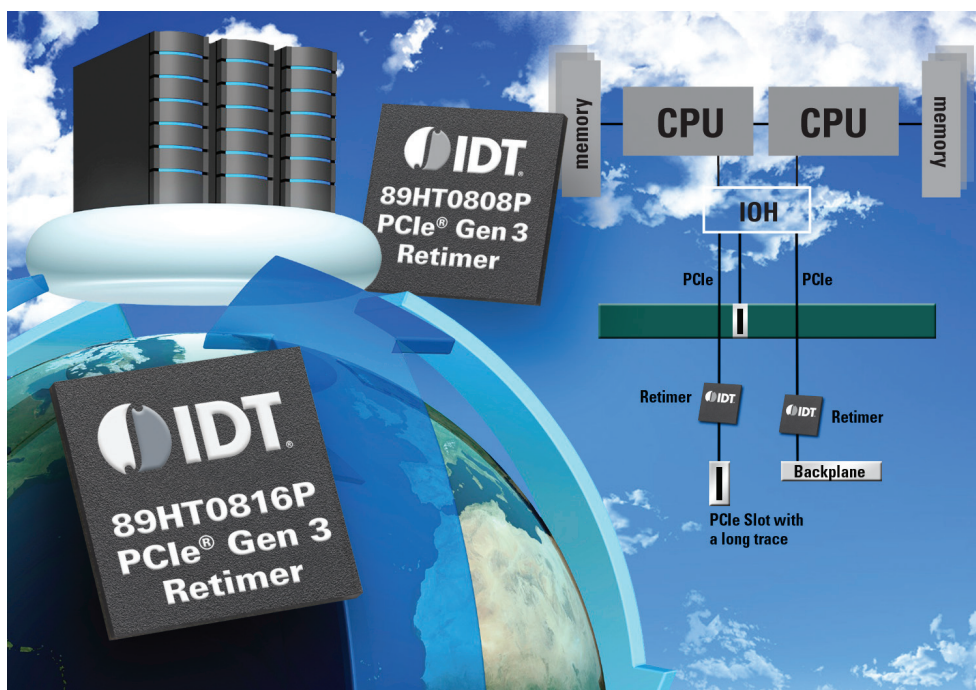 IDT®
89HT0808P
PCIe® Gen 3
Retimer
IDT®
89HT0816P
PCIe® Gen 3
Retimer
memory
CPU
CPU
memory
IOH
PCIe
PCIe
Retimer
IDT
IDT
Retimer
Backplane
PCIe Slot with
a long trace